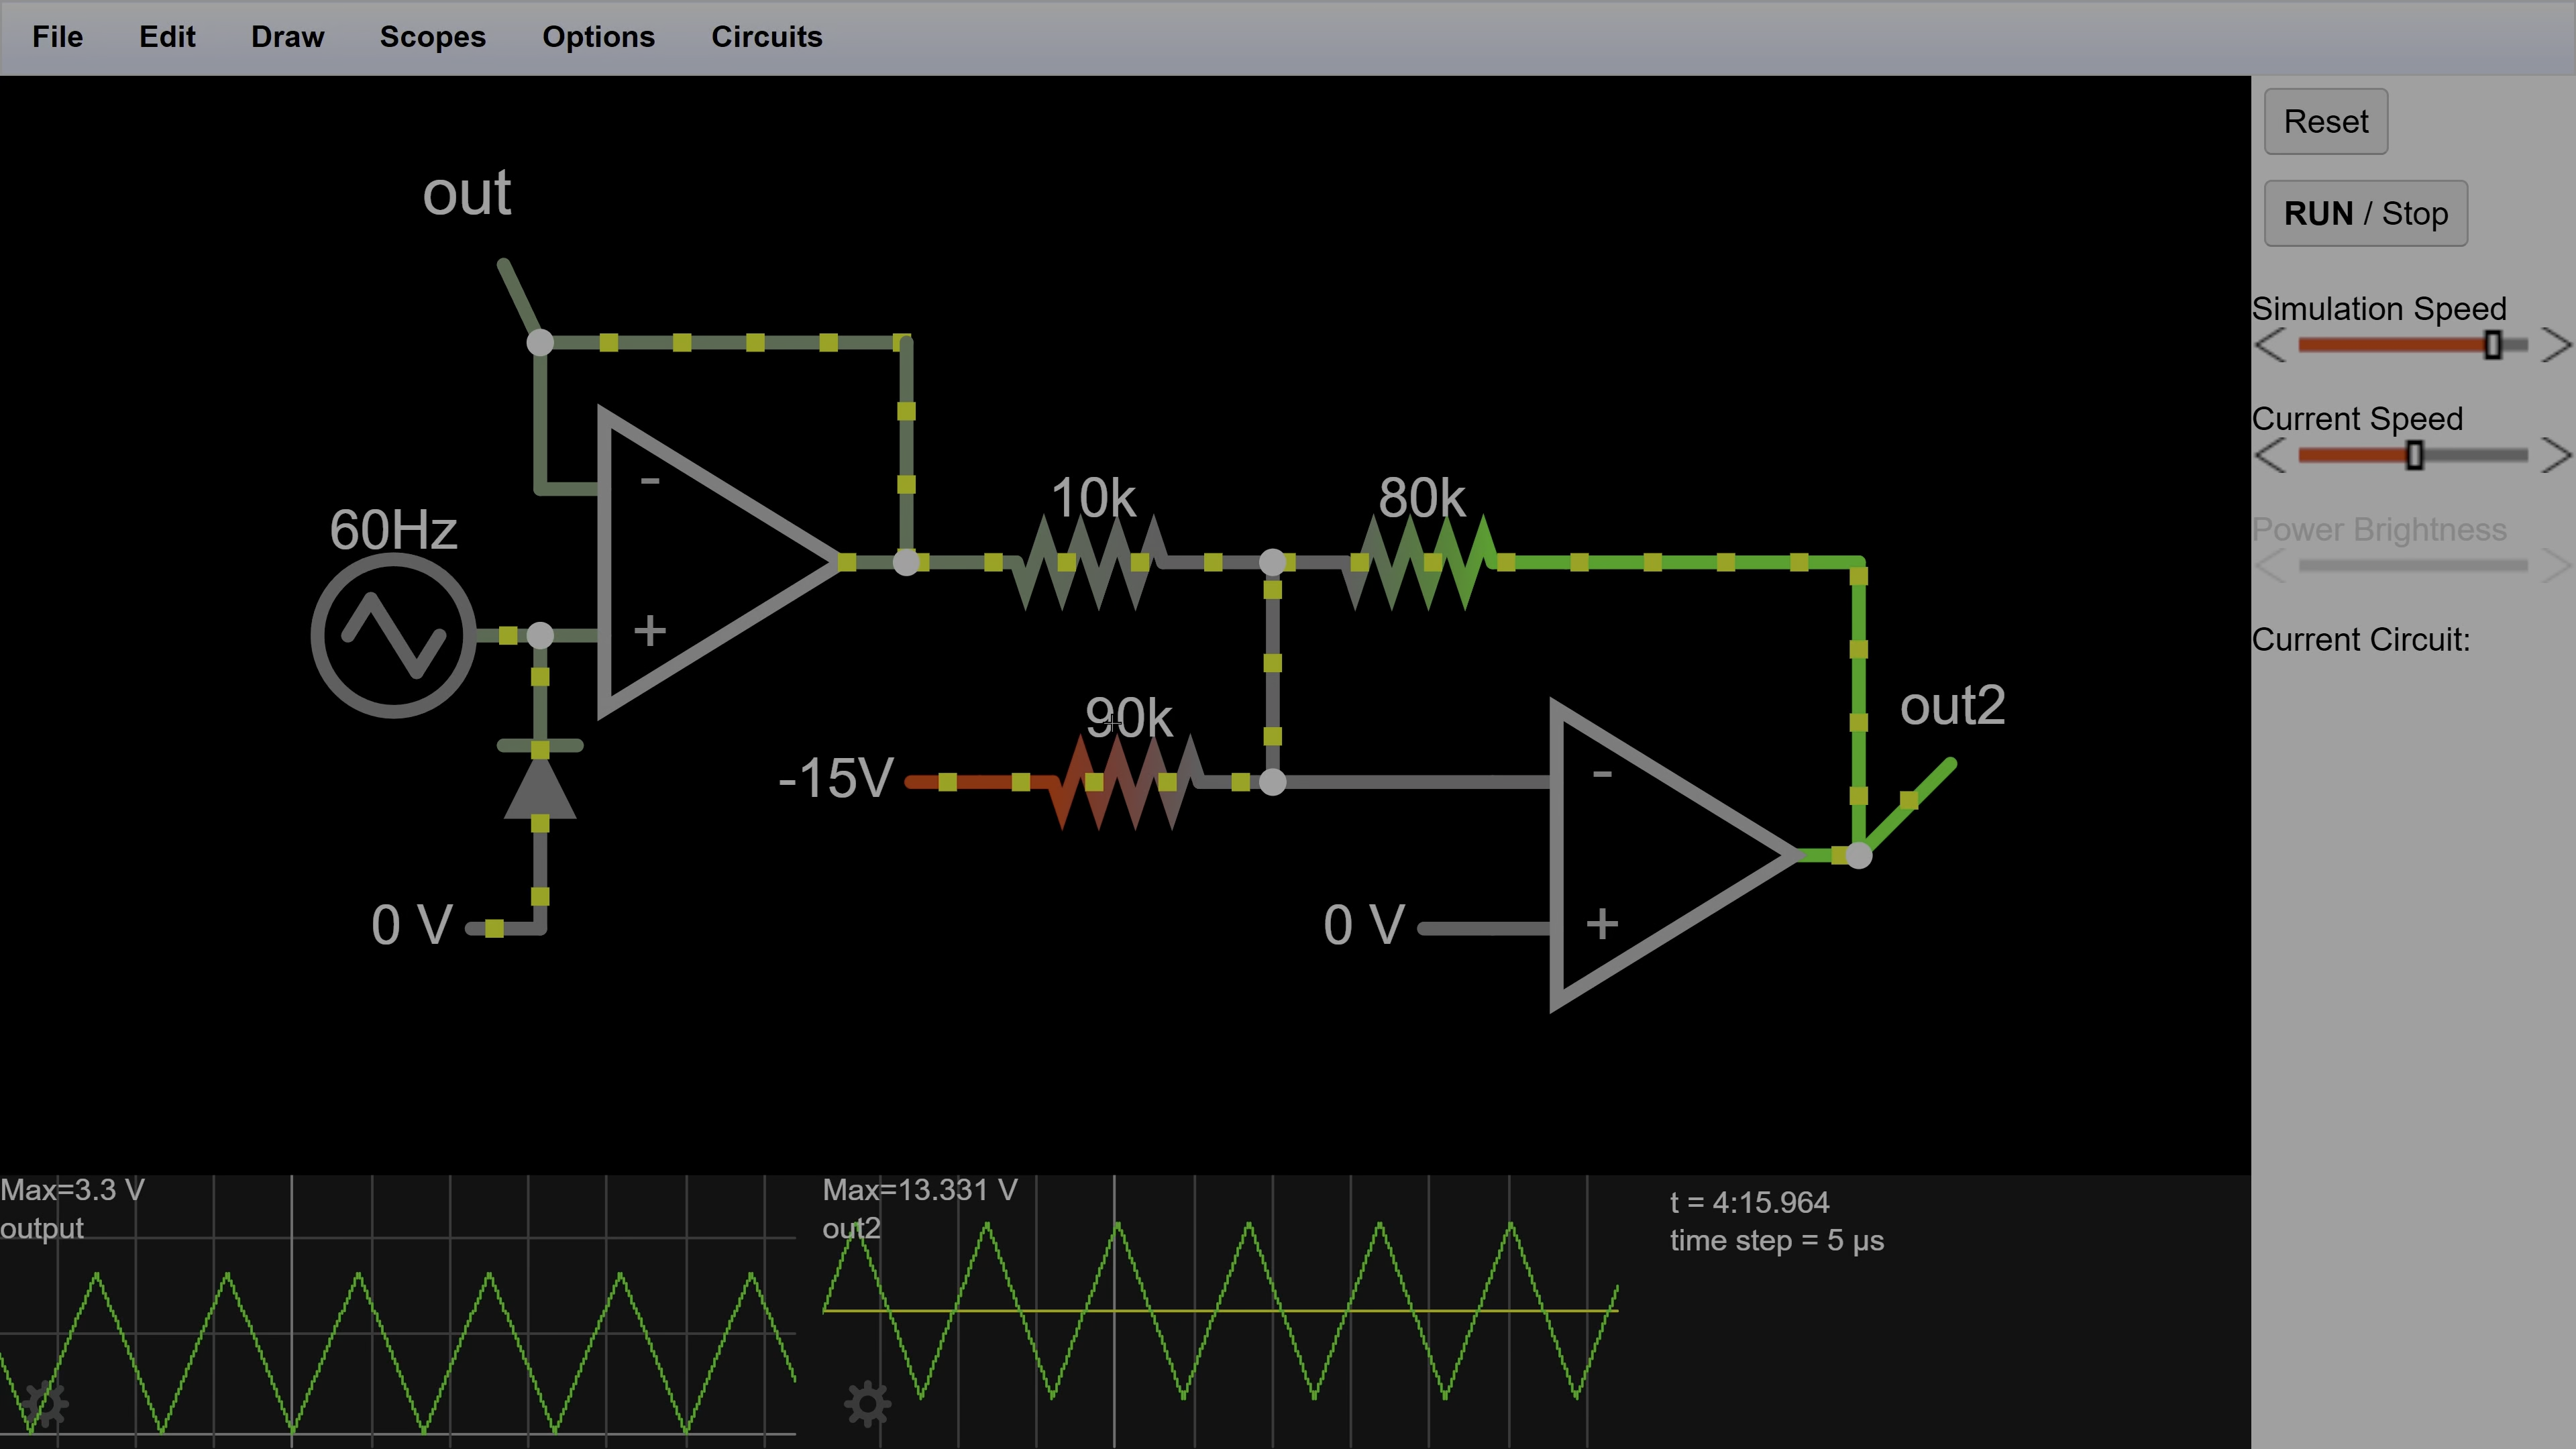 File Edit Draw Scopes Options Circuits
Reset
RUN / Stop
Simulation Speed
Current Speed
Power Brightness
Current Circuit:
out
60Hz
-
+
0 V
10k
80k
90k
-15V
out2
-
+
0 V
Max=3.3 V
output
Max=13.331 V
out2
t = 4:15.964
time step = 5 µs